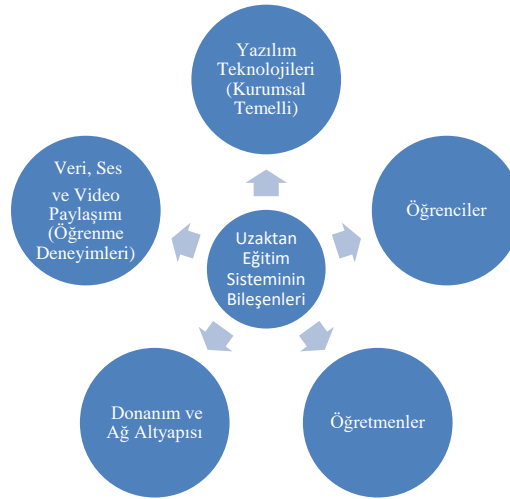 Yazılım
Teknolojileri
(Kurumsal
Temelli)
Veri, Ses
ve Video
Paylaşımı
(Öğrenme
Deneyimleri)
Öğrenciler
Uzaktan
Eğitim
Sisteminin
Bileşenleri
Donanım ve
Ağ Altyapısı
Öğretmenler